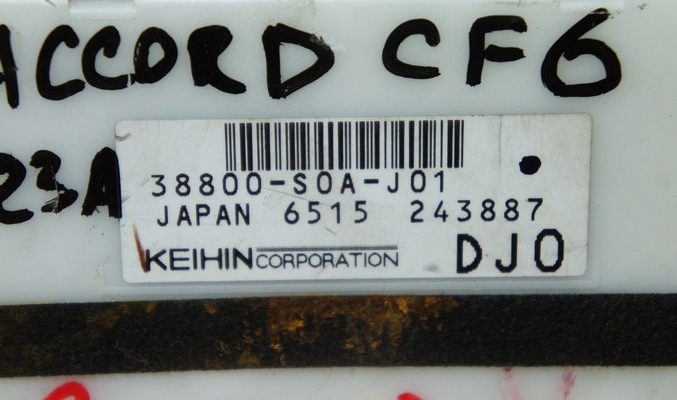 ACCORD CF6
23A
38800-S0A-J01
JAPAN 6515 243887
KEIHIN CORPORATION DJ0